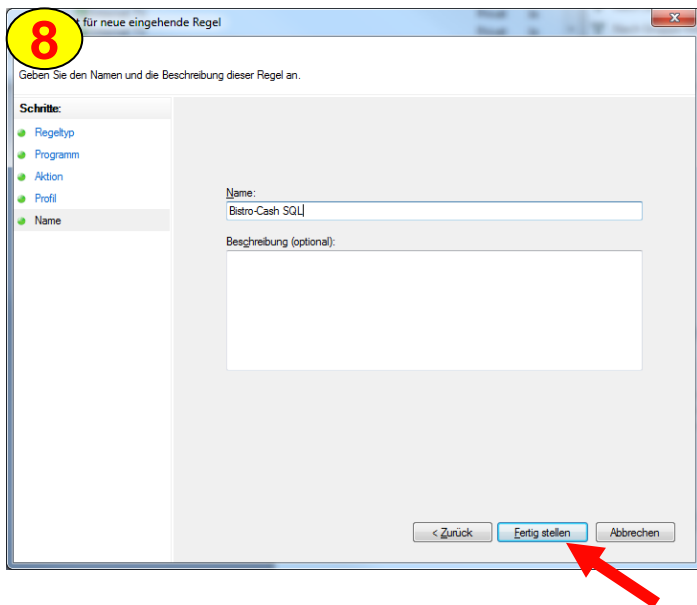 8
t für neue eingehende Regel
Geben Sie den Namen und die Beschreibung dieser Regel an.
Schritte:
Regeltyp
Programm
Aktion
Profil
Name
Name:
Bistro-Cash SQL
Beschreibung (optional):
< Zurück
Fertig stellen
Abbrechen